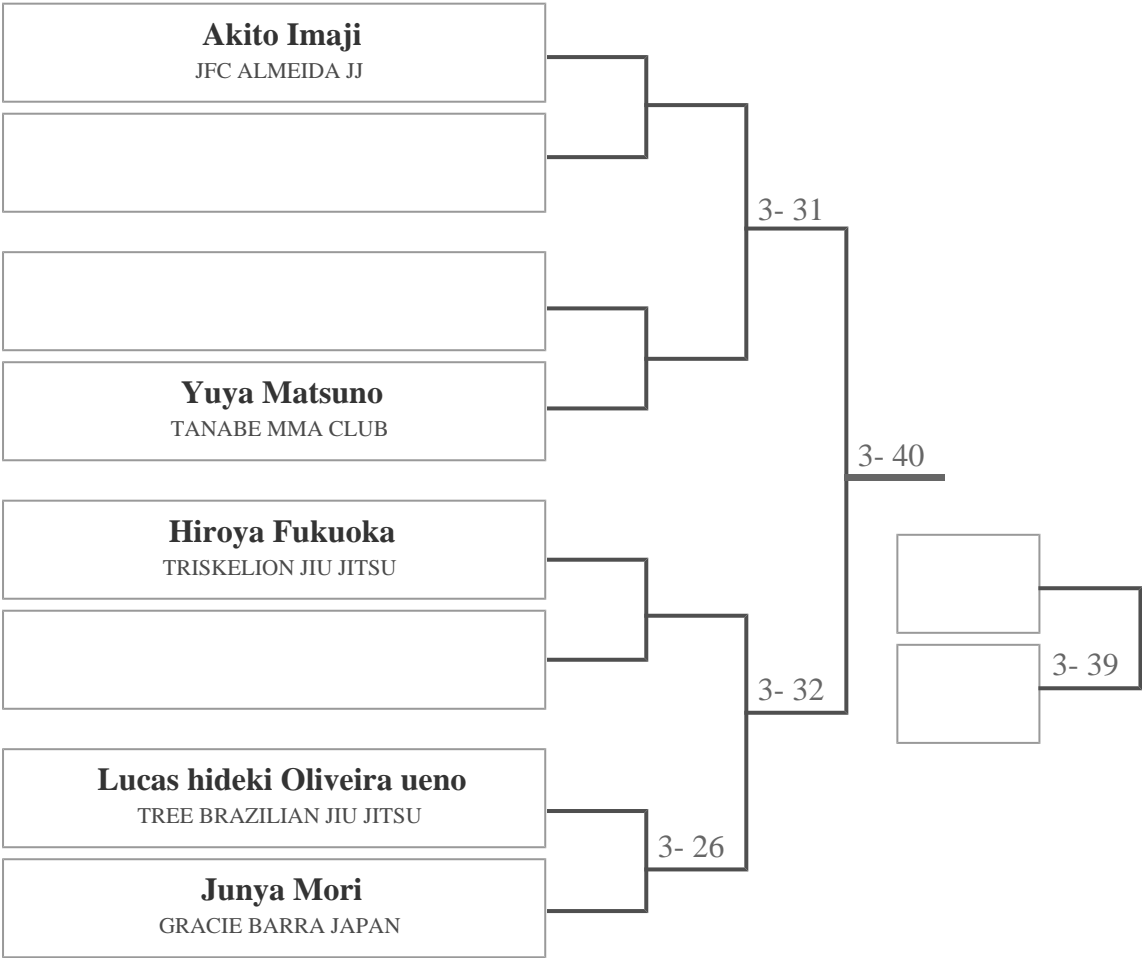 Akito Imaji
JFC ALMEIDA JJ
3- 31
Yuya Matsuno
TANABE MMA CLUB
3- 40
Hiroya Fukuoka
TRISKELION JIU JITSU
3- 39
3- 32
Lucas hideki Oliveira ueno
TREE BRAZILIAN JIU JITSU
3- 26
Junya Mori
GRACIE BARRA JAPAN